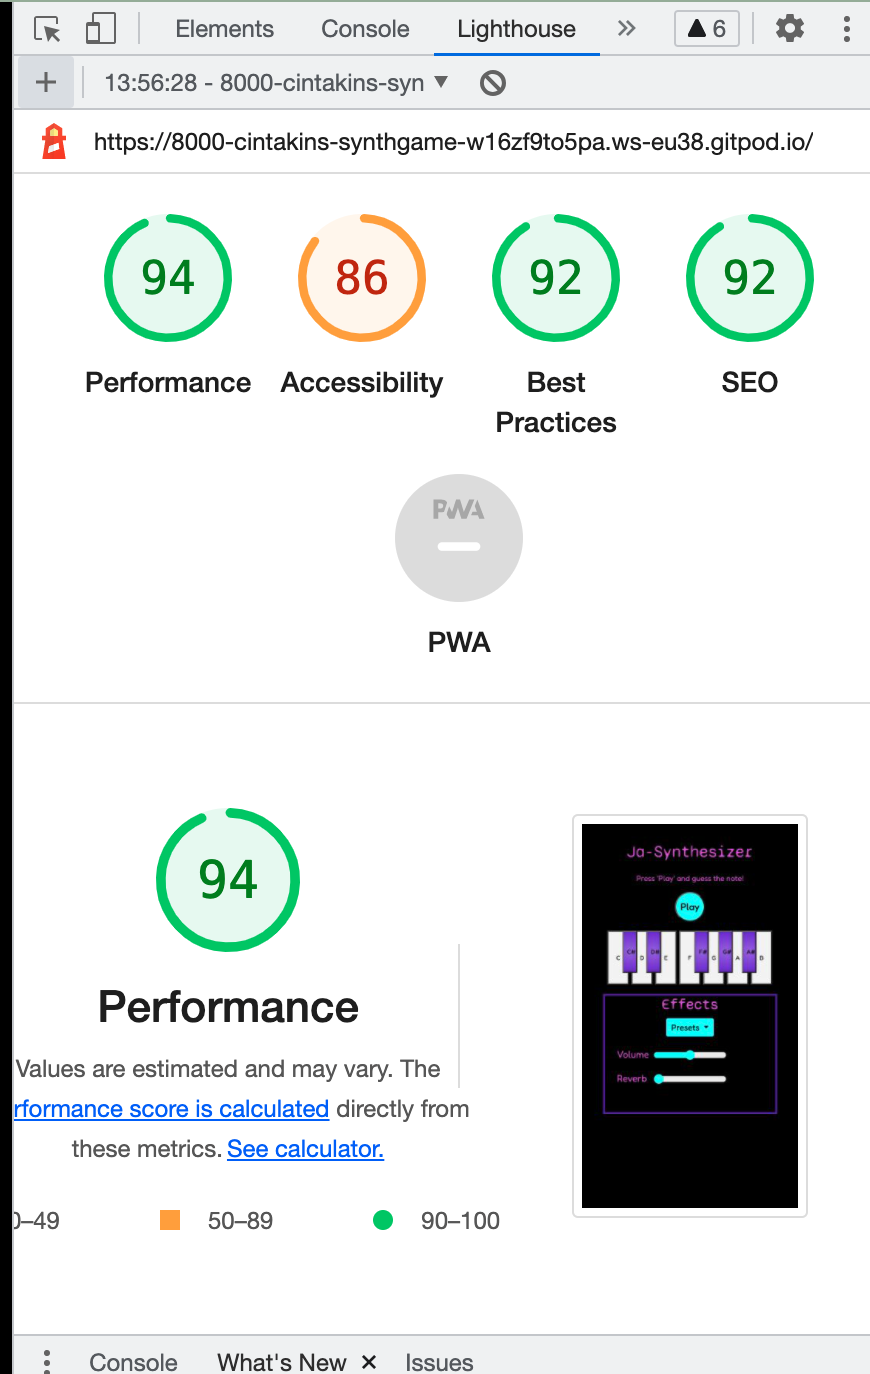 Elements Console Lighthouse 6
13:56:28 - 8000-cintakins-syn
https://8000-cintakins-synthgame-w16zf9to5pa.ws-eu38.gitpod.io/
94 86 92 92
Performance Accessibility Best Practices SEO
PWA
PWA
94
Performance
Values are estimated and may vary. The
rformance score is calculated directly from
these metrics. See calculator.
0–49 50–89 90–100
Ja-Synthesizer
Press 'Play' and guess the note!
Play
C# D# F# G# A#
C D E F G A B
Effects
Presets
Volume
Reverb
Console What's New × Issues